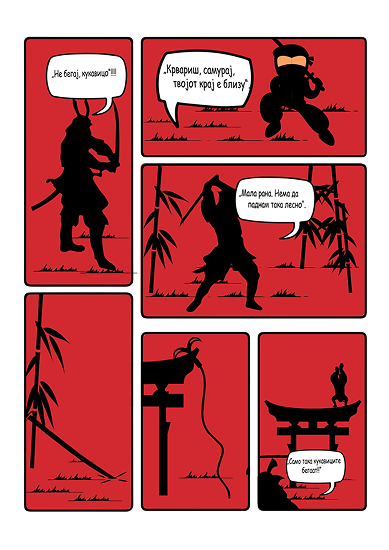 „Не бегај, кукавицо"!!!
„Крвариш, самурај,
твојот крај е близу"
„Мала рана. Нема да
паднам така лесно".
„Само така кукавиците
бегаат!!"